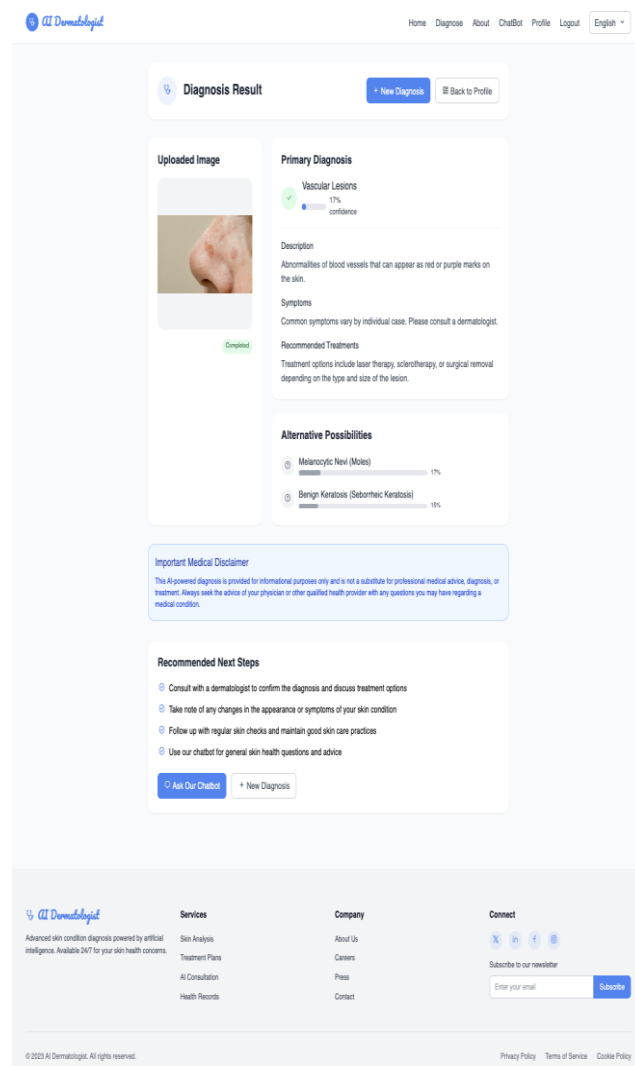 AI Dermatologist
Home Diagnose About ChatBot Profile Logout English
Diagnosis Result
+ New Diagnosis
Back to Profile
Uploaded Image
Completed
Primary Diagnosis
Vascular Lesions
17%
confidence
Description
Abnormalities of blood vessels that can appear as red or purple marks on
the skin.
Symptoms
Common symptoms vary by individual case. Please consult a dermatologist.
Recommended Treatments
Treatment options include laser therapy, sclerotherapy, or surgical removal
depending on the type and size of the lesion.
Alternative Possibilities
Melanocytic Nevi (Moles)
17%
Benign Keratosis (Seborrheic Keratosis)
15%
Important Medical Disclaimer
This AI-powered diagnosis is provided for informational purposes only and is not a substitute for professional medical advice, diagnosis, or
treatment. Always seek the advice of your physician or other qualified health provider with any questions you may have regarding a
medical condition.
Recommended Next Steps
Consult with a dermatologist to confirm the diagnosis and discuss treatment options
Take note of any changes in the appearance or symptoms of your skin condition
Follow up with regular skin checks and maintain good skin care practices
Use our chatbot for general skin health questions and advice
Ask Our Chatbot
+ New Diagnosis
AI Dermatologist
Advanced skin condition diagnosis powered by artificial
intelligence. Available 24/7 for your skin health concerns.
Services
Skin Analysis
Treatment Plans
AI Consultation
Health Records
Company
About Us
Careers
Press
Contact
Connect
Subscribe to our newsletter
Enter your email
Subscribe
© 2023 AI Dermatologist. All rights reserved.
Privacy Policy Terms of Service Cookie Policy